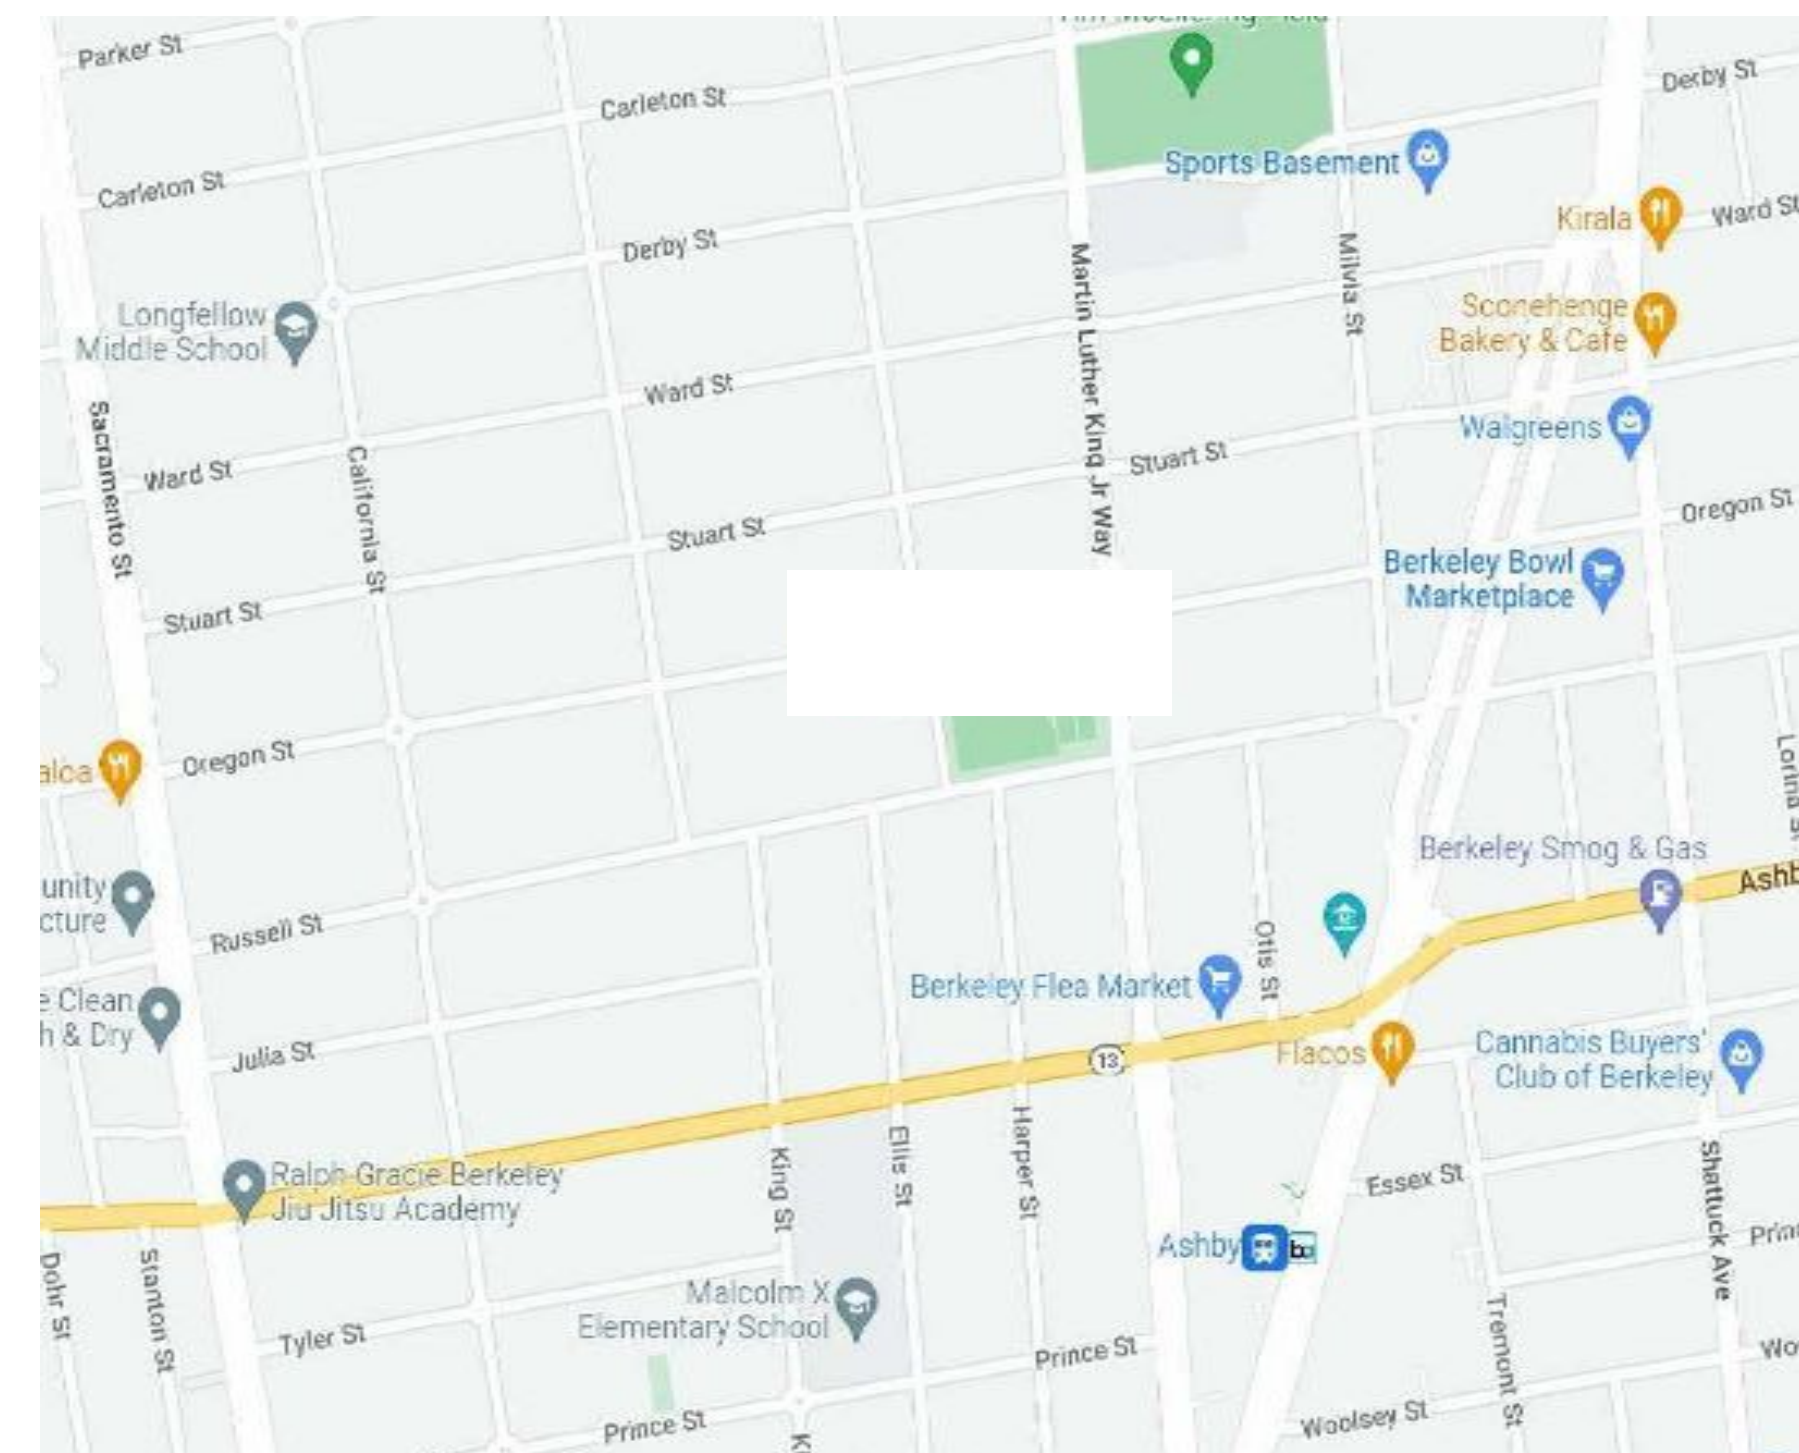 Parker St
Carleton St
Derby St
Carleton St
Sports Basement
Kirala
Ward St
Derby St
Longfellow
Middle School
Martin Luther King Jr Way
Milvia St
Sconehenge
Bakery & Cafe
Ward St
Sacramento St
California St
Walgreens
Stuart St
Ward St
Oregon St
Stuart St
Berkeley Bowl
Marketplace
Stuart St
Oregon St
Berkeley Smog & Gas
Russell St
Otis St
Berkeley Flea Market
Clean
& Dry
Julia St
13
Flacos
Cannabis Buyers'
Club of Berkeley
King St
Ellis St
Harper St
Shattuck Ave
Ralph Gracie Berkeley
Jiu Jitsu Academy
Essex St
Ashby
Dohr St
Stanton St
Malcolm X
Elementary School
Tremont St
Tyler St
Prince St
Prince St
Woolsey St